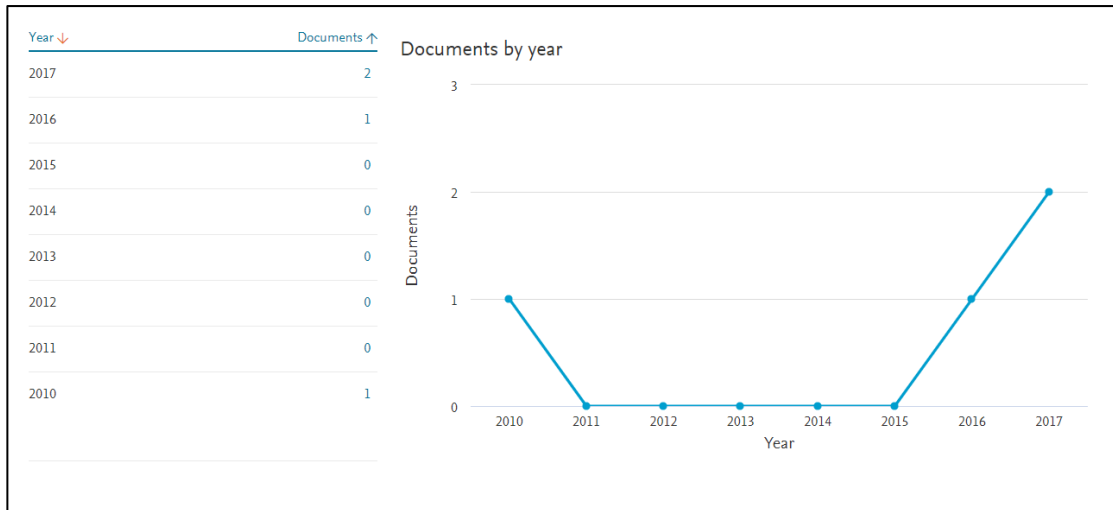 Year ↓ Documents ↑
2017 2
2016 1
2015 0
2014 0
2013 0
2012 0
2011 0
2010 1
Documents by year
3
2
1
0
Documents
2010 2011 2012 2013 2014 2015 2016 2017
Year